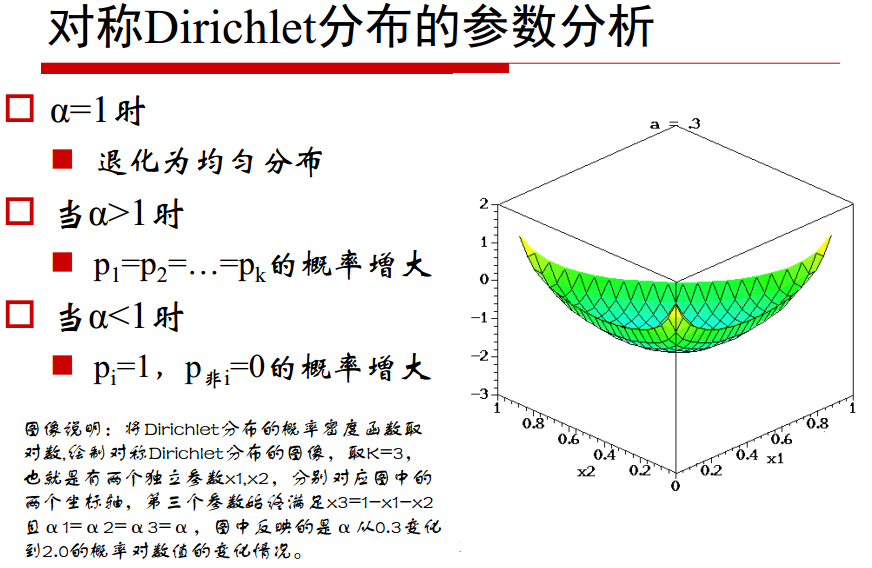 对称Dirichlet分布的参数分析
α=1时
退化为均匀分布
当α>1时
p1=p2=…=pk的概率增大
当α<1时
pi=1，p非i=0的概率增大
图像说明：将Dirichlet分布的概率密度函数取
对数,绘制对称Dirichlet分布的图像，取K=3，
也就是有两个独立参数x1,x2，分别对应图中的
两个坐标轴，第三个参数始终满足x3=1-x1-x2
且α1=α2=α3=α，图中反映的是α从0.3变化
到2.0的概率对数值的变化情况。
a = .3
2
1
0
−1
−2
−3
1
0.8
0.6
0.4
0.2
0
x2
0.2
0.4
0.6
0.8
1
x1